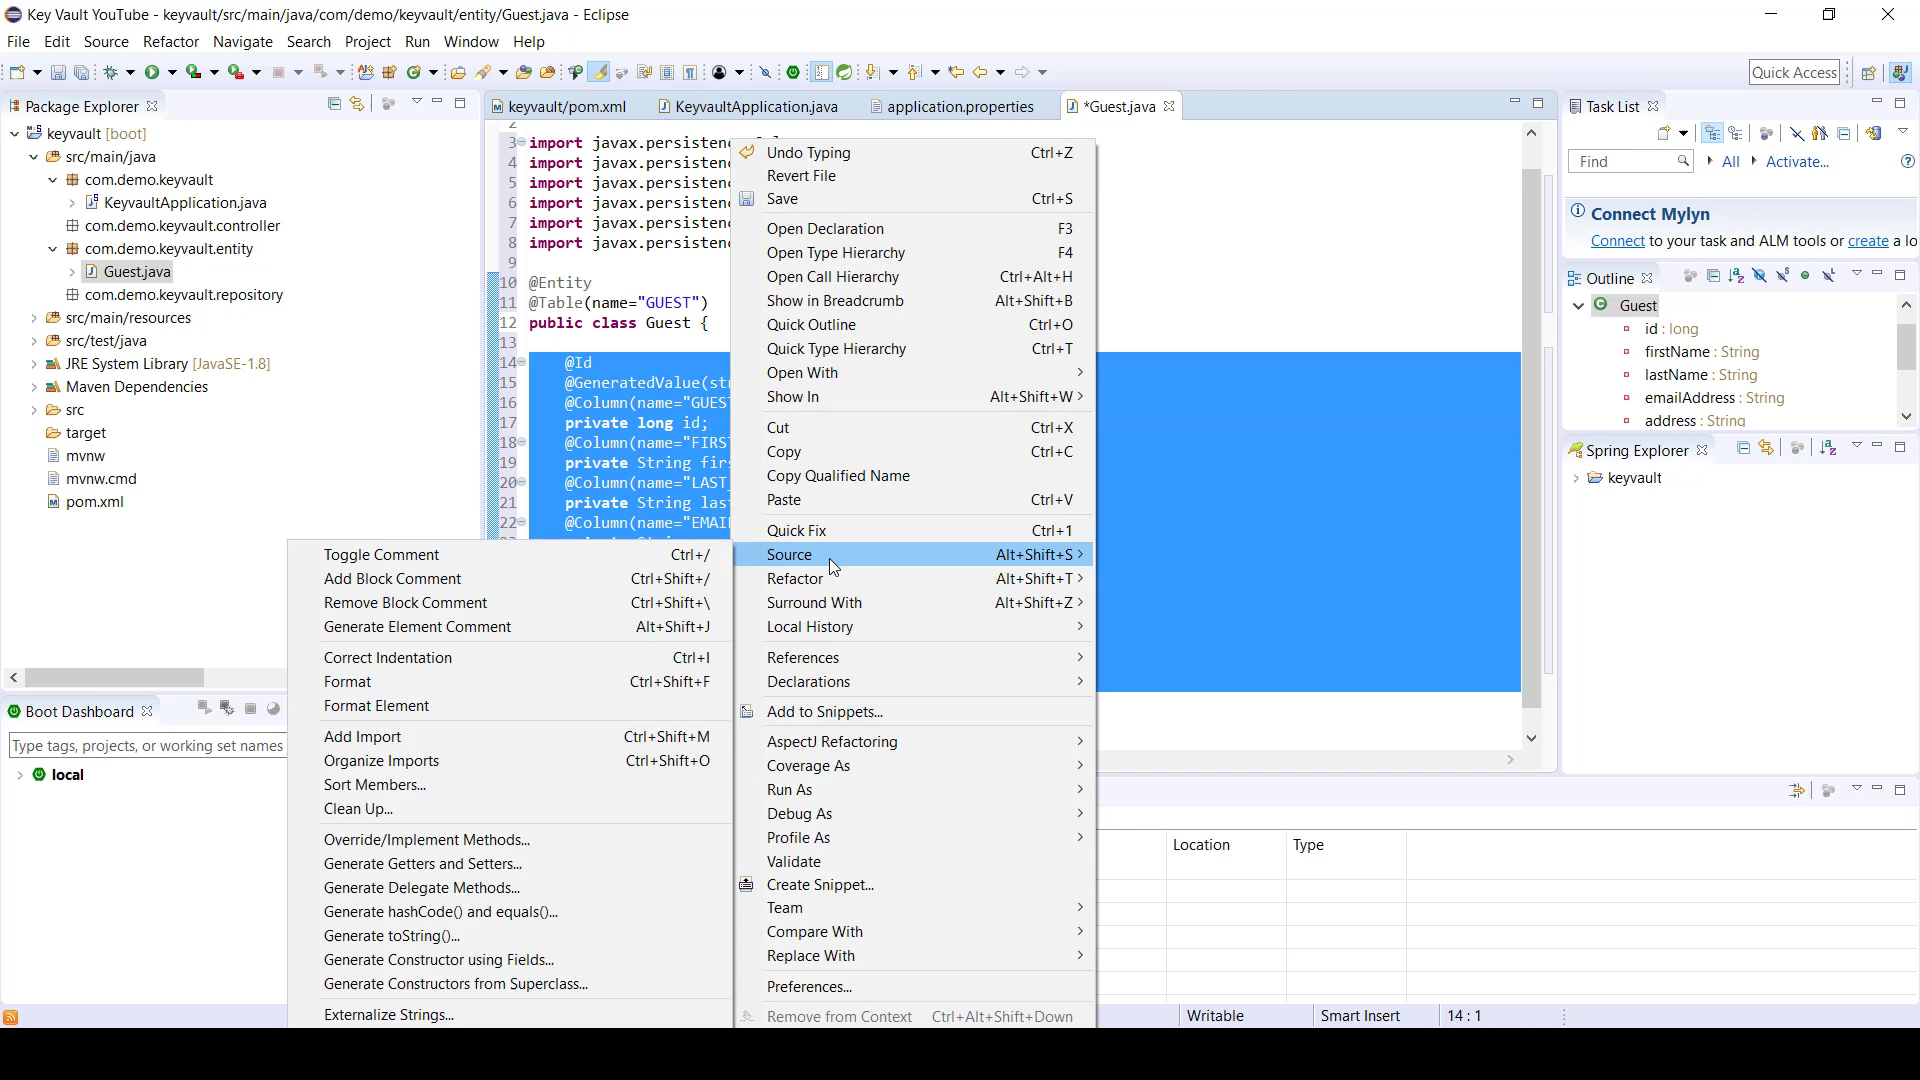 Key Vault YouTube - keyvault/src/main/java/com/demo/keyvault/entity/Guest.java - Eclipse
File Edit Source Refactor Navigate Search Project Run Window Help
Quick Access
Package Explorer
keyvault [boot]
src/main/java
com.demo.keyvault
KeyvaultApplication.java
com.demo.keyvault.controller
com.demo.keyvault.entity
Guest.java
com.demo.keyvault.repository
src/main/resources
src/test/java
JRE System Library [JavaSE-1.8]
Maven Dependencies
src
target
mvnw
mvnw.cmd
pom.xml
Boot Dashboard
Type tags, projects, or working set names
local
keyvault/pom.xml KeyvaultApplication.java application.properties *Guest.java
2
3 import javax.persisten
4 import javax.persisten
5 import javax.persisten
6 import javax.persisten
7 import javax.persisten
8 import javax.persisten
9
10 @Entity
11 @Table(name="GUEST")
12 public class Guest {
13
14 @Id
15 @GeneratedValue(str
16 @Column(name="GUES
17 private long id;
18 @Column(name="FIRS
19 private String firs
20 @Column(name="LAST_
21 private String last
22 @Column(name="EMAI
Undo Typing Ctrl+Z
Revert File
Save Ctrl+S
Open Declaration F3
Open Type Hierarchy F4
Open Call Hierarchy Ctrl+Alt+H
Show in Breadcrumb Alt+Shift+B
Quick Outline Ctrl+O
Quick Type Hierarchy Ctrl+T
Open With
Show In Alt+Shift+W
Cut Ctrl+X
Copy Ctrl+C
Copy Qualified Name
Paste Ctrl+V
Quick Fix Ctrl+1
Source Alt+Shift+S
Refactor Alt+Shift+T
Surround With Alt+Shift+Z
Local History
References
Declarations
Add to Snippets...
AspectJ Refactoring
Coverage As
Run As
Debug As
Profile As
Validate
Create Snippet...
Team
Compare With
Replace With
Preferences...
Remove from Context Ctrl+Alt+Shift+Down
Toggle Comment Ctrl+/
Add Block Comment Ctrl+Shift+/
Remove Block Comment Ctrl+Shift+\
Generate Element Comment Alt+Shift+J
Correct Indentation Ctrl+I
Format Ctrl+Shift+F
Format Element
Add Import Ctrl+Shift+M
Organize Imports Ctrl+Shift+O
Sort Members...
Clean Up...
Override/Implement Methods...
Generate Getters and Setters...
Generate Delegate Methods...
Generate hashCode() and equals()...
Generate toString()...
Generate Constructor using Fields...
Generate Constructors from Superclass...
Externalize Strings...
Task List
Find All Activate...
Connect Mylyn
Connect to your task and ALM tools or create a lo
Outline
Guest
id : long
firstName : String
lastName : String
emailAddress : String
address : String
Spring Explorer
keyvault
Location Type
Writable Smart Insert 14 : 1